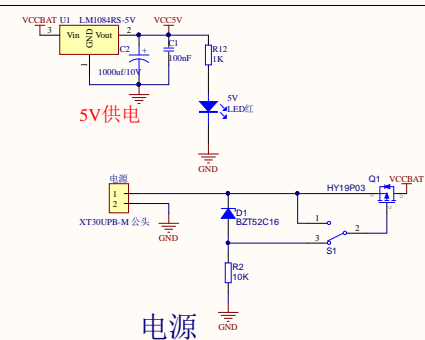 VCCBAT U1 LM1084RS-5V VCC5V
3 Vin Vout 2
GND
1
C2
1000uf/10V
C1
100nF
R12
1K
5V
LED红
5V供电
GND
电源
1
2
XT30UPB-M 公头
GND
D1
BZT52C16
R2
10K
GND
HY19P03
Q1
VCCBAT
1
2
3
S1
电源